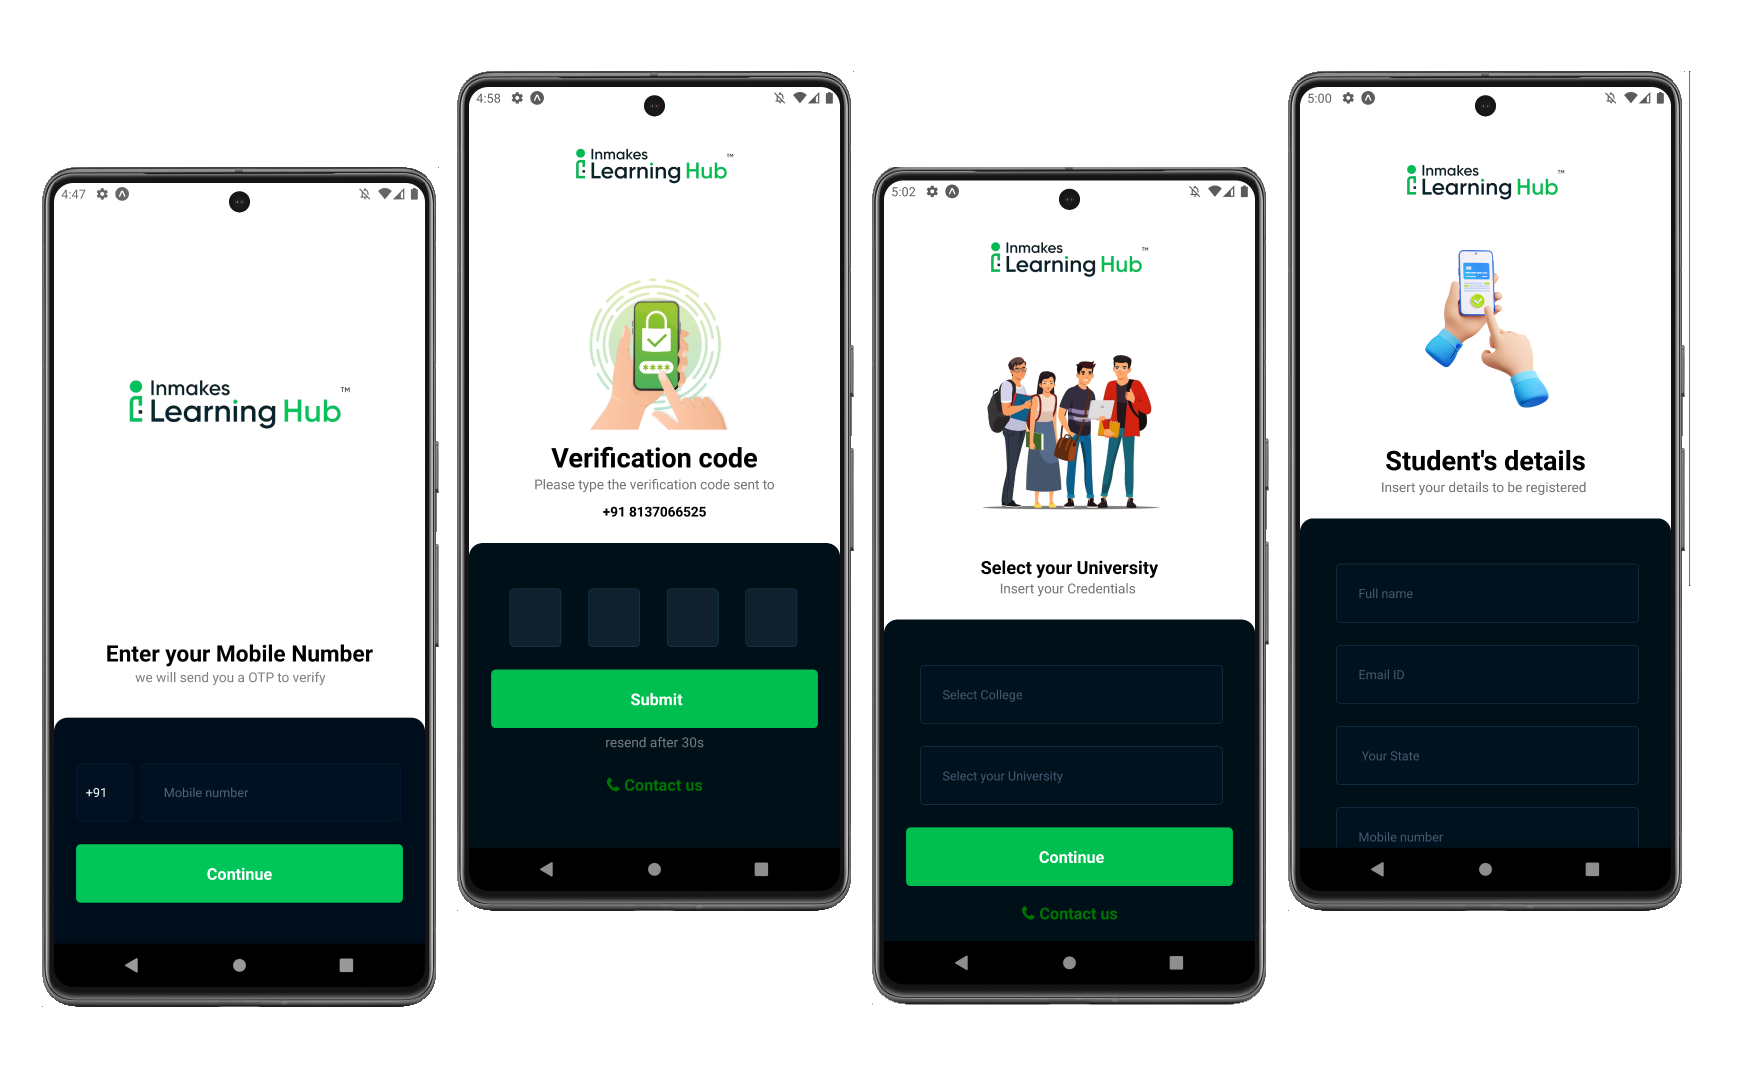 4:47
Inmakes
Learning Hub
TM
Enter your Mobile Number
we will send you a OTP to verify
+91
Mobile number
Continue
4:58
Inmakes
Learning Hub
TM
****
Verification code
Please type the verification code sent to
+91 8137066525
Submit
resend after 30s
Contact us
5:02
Inmakes
Learning Hub
TM
Select your University
Insert your Credentials
Select College
Select your University
Continue
Contact us
5:00
Inmakes
Learning Hub
TM
Student's details
Insert your details to be registered
Full name
Email ID
Your State
Mobile number